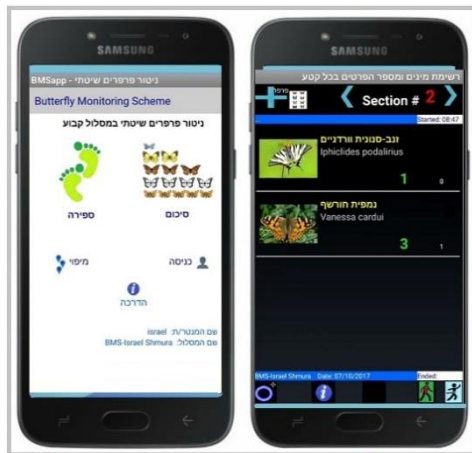 SAMSUNG
BMSapp - ניטור פרפרים שיטתי
Butterfly Monitoring Scheme
ניטור פרפרים שיטתי במסלול קבוע
ספירה
סיכום
מיפוי
כניסה
הדרכה
שם המנטר/ת: israel
שם המסלול: BMS-Israel Shmura
SAMSUNG
רשימת מינים ומספר הפרטים בכל קטע
Section # 2
Started: 08:47
זנב-סנונית וורדניים
Iphiclides podalirius
1 0
נמפית חורשף
Vanessa cardui
3 1
BMS-Israel Shmura Date: 07/10/2017 Ended: